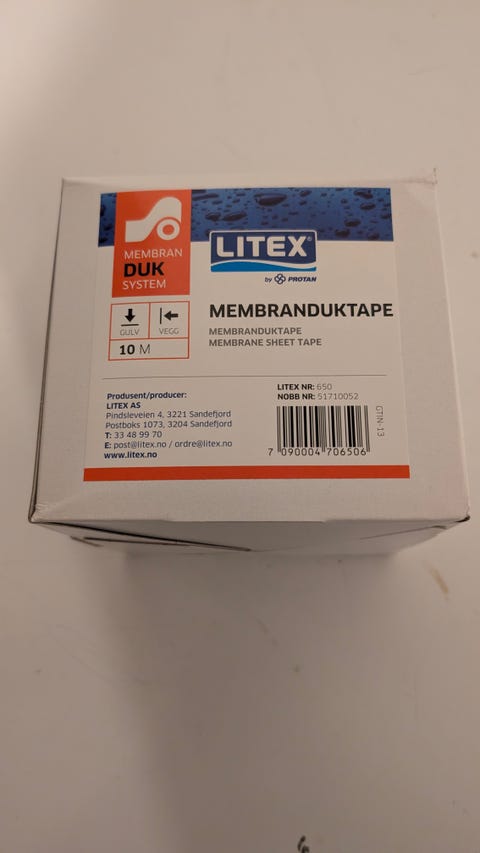 MEMBRAN
DUK
SYSTEM
LITEX®
by PROTAN
GULV
VEGG
10 M
MEMBRANDUKTAPE
MEMBRANDUKTAPE
MEMBRANE SHEET TAPE
Produsent/producer:
LITEX AS
Pindsleveien 4, 3221 Sandefjord
Postboks 1073, 3204 Sandefjord
T: 33 48 99 70
E: post@litex.no / ordre@litex.no
www.litex.no
LITEX NR: 650
NOBB NR: 51710052
GTIN-13
7 090004 706506